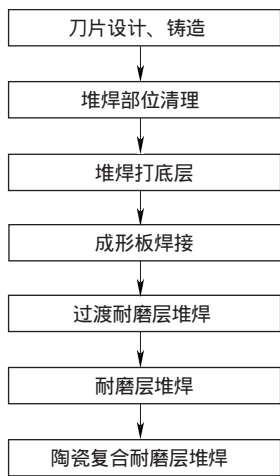 刀片设计、铸造
堆焊部位清理
堆焊打底层
成形板焊接
过渡耐磨层堆焊
耐磨层堆焊
陶瓷复合耐磨层堆焊